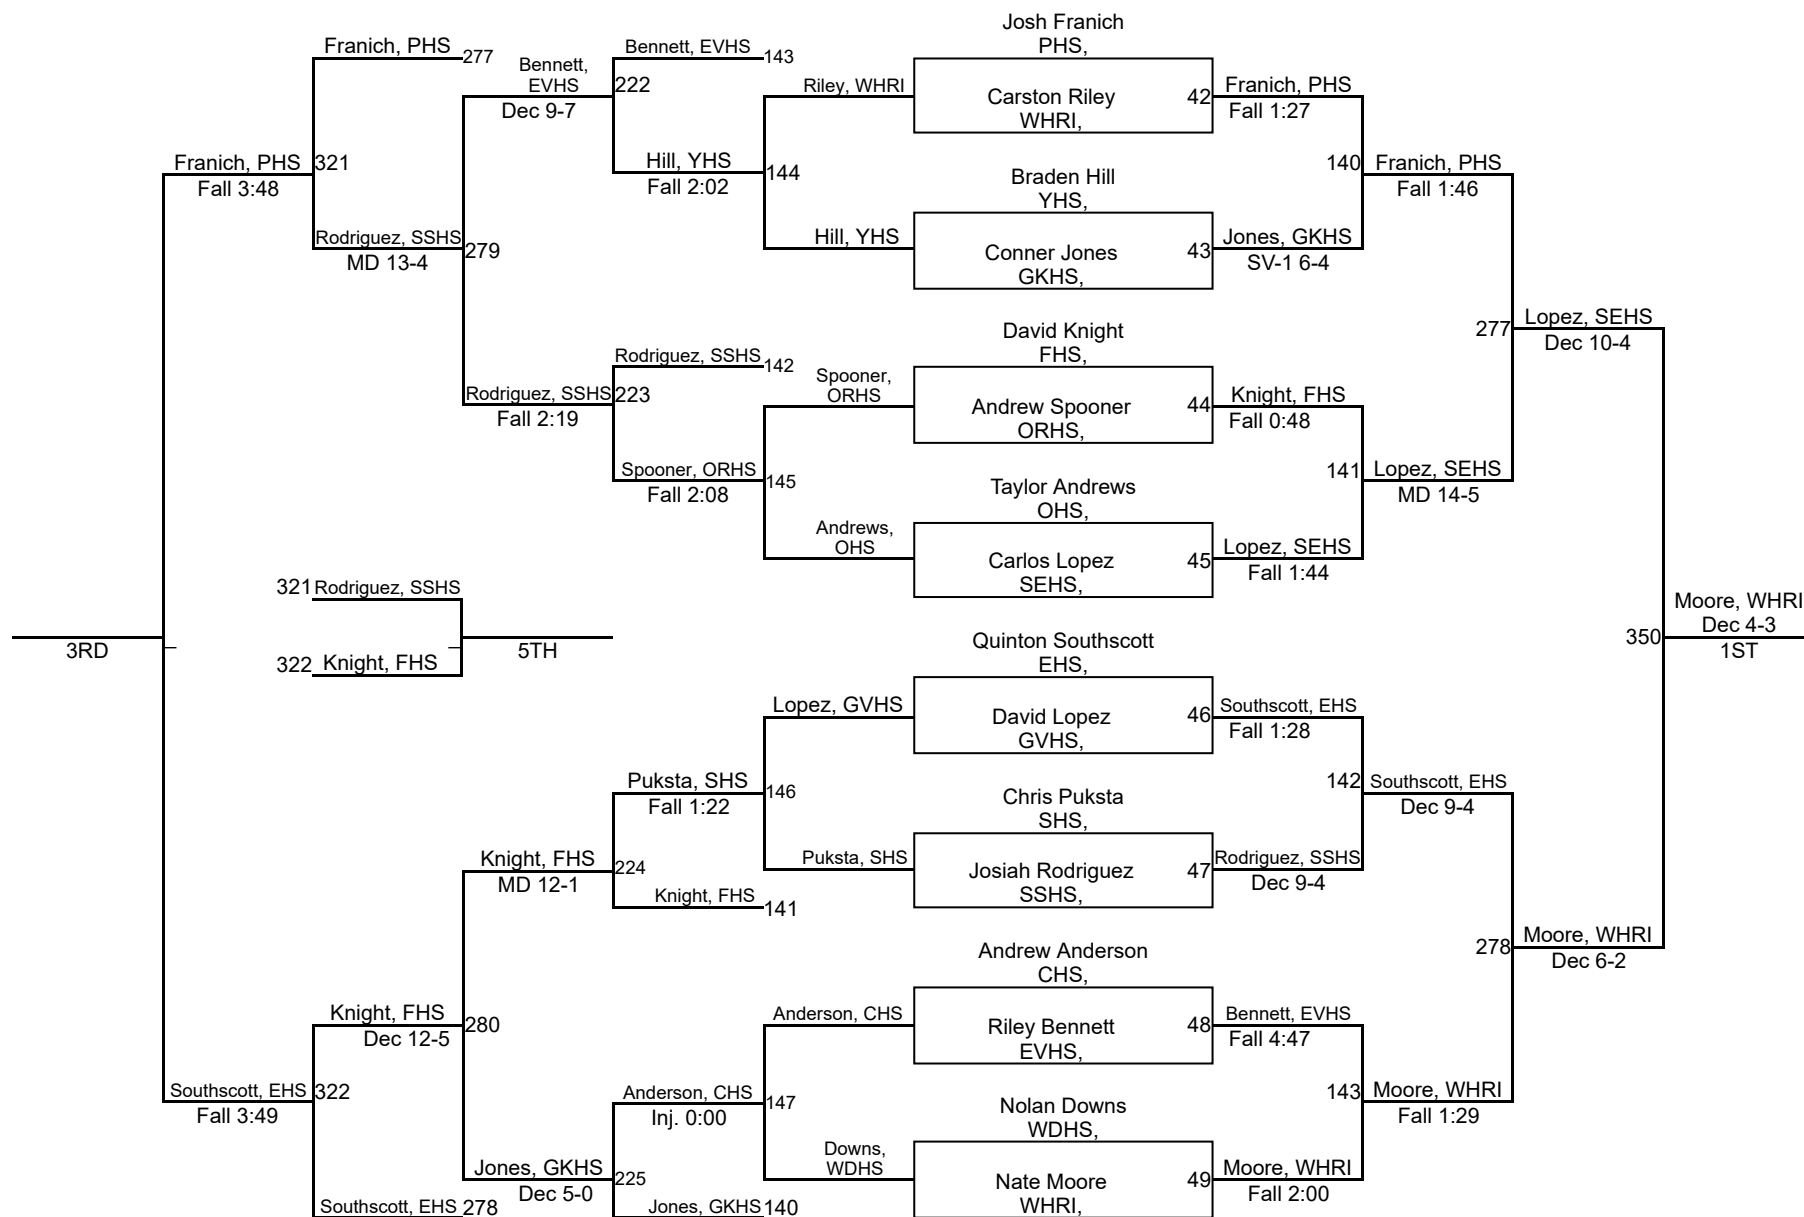 Josh Franich
PHS,
Franich, PHS
277
Bennett,
EVHS
Dec 9-7
Bennett, EVHS
143
222
Riley, WHRI
Carston Riley
WHRI,
42
Franich, PHS
Fall 1:27
Franich, PHS
Fall 3:48
321
Hill, YHS
Fall 2:02
144
Braden Hill
YHS,
140
Franich, PHS
Fall 1:46
Rodriguez, SSHS
MD 13-4
279
Hill, YHS
Conner Jones
GKHS,
43
Jones, GKHS
SV-1 6-4
David Knight
FHS,
277
Lopez, SEHS
Dec 10-4
Rodriguez, SSHS
142
Rodriguez, SSHS
Fall 2:19
223
Spooner,
ORHS
Andrew Spooner
ORHS,
44
Knight, FHS
Fall 0:48
Spooner, ORHS
Fall 2:08
145
Taylor Andrews
OHS,
141
Lopez, SEHS
MD 14-5
Andrews,
OHS
Carlos Lopez
SEHS,
45
Lopez, SEHS
Fall 1:44
321
Rodriguez, SSHS
3RD
322
Knight, FHS
5TH
Quinton Southscott
EHS,
350
Moore, WHRI
Dec 4-3
1ST
Lopez, GVHS
David Lopez
GVHS,
46
Southscott, EHS
Fall 1:28
Puksta, SHS
Fall 1:22
146
Chris Puksta
SHS,
142
Southscott, EHS
Dec 9-4
Knight, FHS
MD 12-1
224
Knight, FHS
141
Puksta, SHS
Josiah Rodriguez
SSHS,
47
Rodriguez, SSHS
Dec 9-4
Andrew Anderson
CHS,
278
Moore, WHRI
Dec 6-2
Knight, FHS
Dec 12-5
280
Anderson, CHS
Riley Bennett
EVHS,
48
Bennett, EVHS
Fall 4:47
Southscott, EHS
Fall 3:49
322
Anderson, CHS
Inj. 0:00
147
Nolan Downs
WDHS,
143
Moore, WHRI
Fall 1:29
Jones, GKHS
Dec 5-0
225
Downs,
WDHS
Nate Moore
WHRI,
49
Moore, WHRI
Fall 2:00
Southscott, EHS
278
Jones, GKHS
140